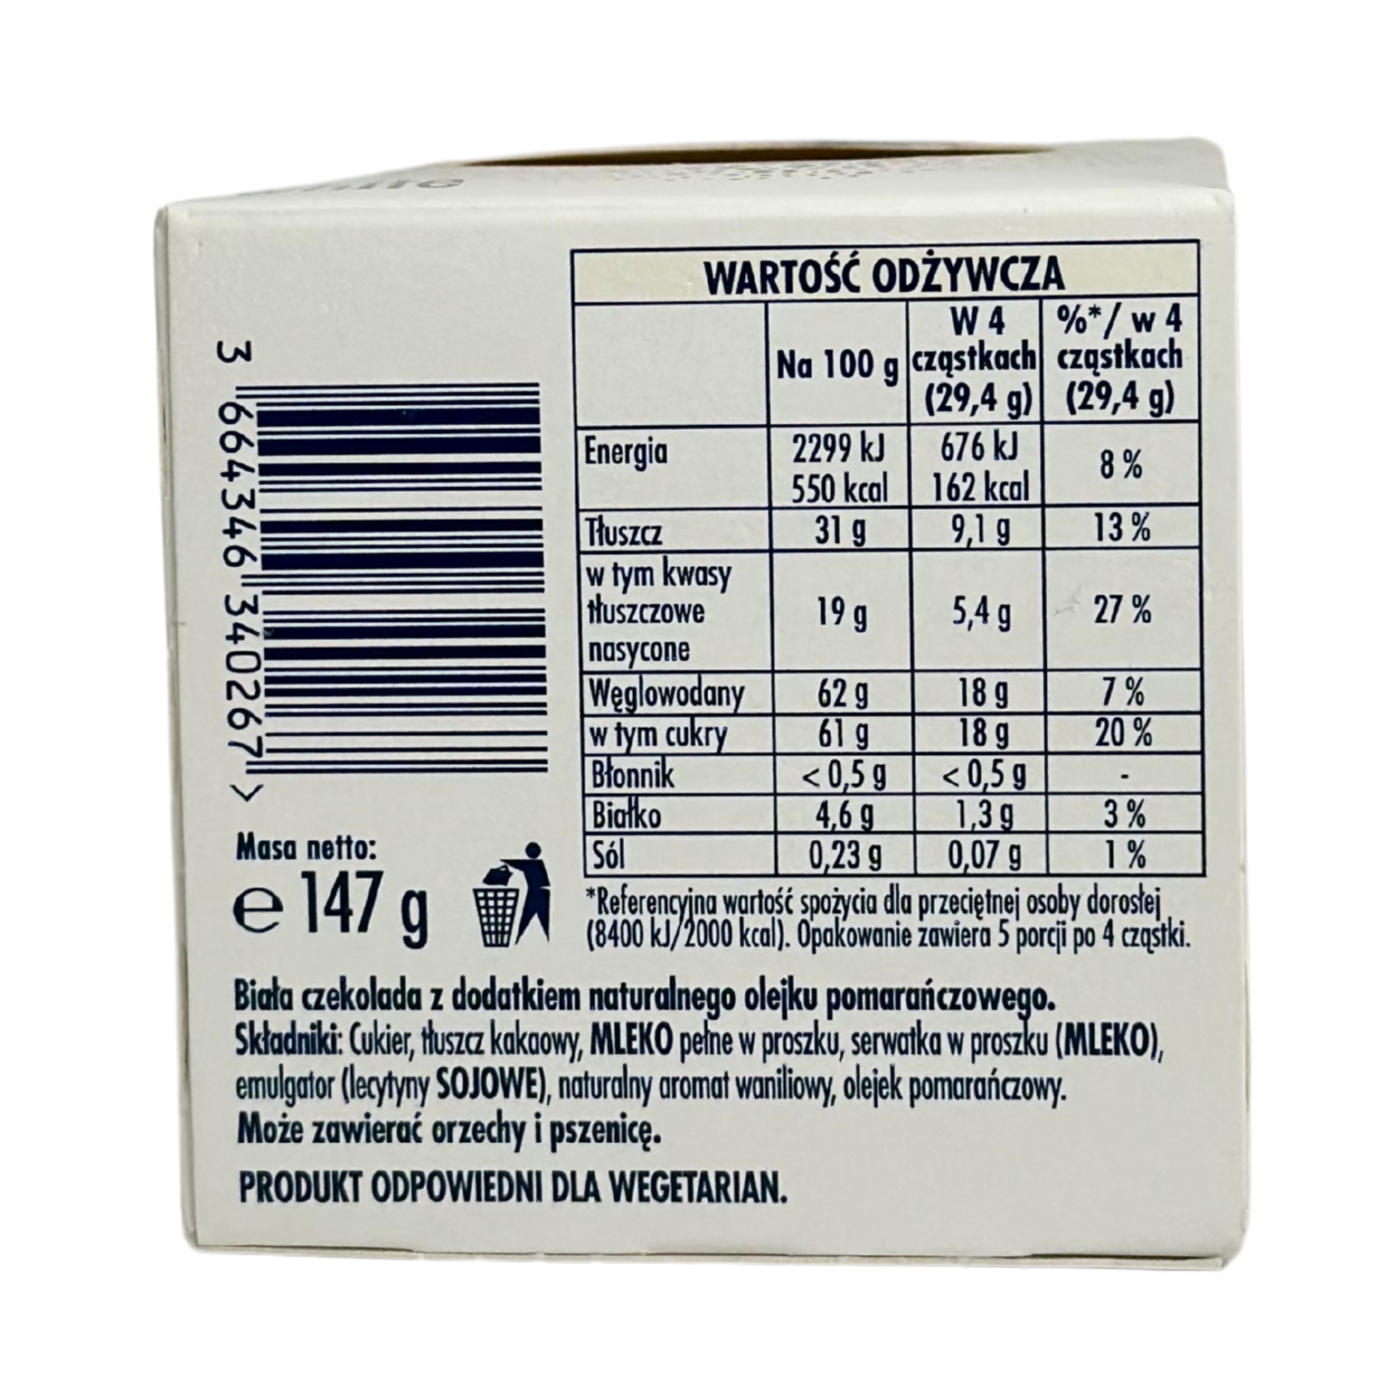 WARTOŚĆ ODŻYWCZA
Na 100 g
W 4 cząstkach (29,4 g)
%*/ w 4 cząstkach (29,4 g)
Energia 2299 kJ 550 kcal 676 kJ 162 kcal 8 %
Tłuszcz 31 g 9,1 g 13 %
w tym kwasy tłuszczowe nasycone 19 g 5,4 g 27 %
Węglowodany 62 g 18 g 7 %
w tym cukry 61 g 18 g 20 %
Błonnik < 0,5 g < 0,5 g -
Białko 4,6 g 1,3 g 3 %
Sól 0,23 g 0,07 g 1 %
*Referencyjna wartość spożycia dla przeciętnej osoby dorosłej
(8400 kJ/2000 kcal). Opakowanie zawiera 5 porcji po 4 cząstki.
3 664346 340267 >
Masa netto:
e 147 g
Biała czekolada z dodatkiem naturalnego olejku pomarańczowego.
Składniki: Cukier, tłuszcz kakaowy, MLEKO pełne w proszku, serwatka w proszku (MLEKO),
emulgator (lecytyny SOJOWE), naturalny aromat waniliowy, olejek pomarańczowy.
Może zawierać orzechy i pszenicę.
PRODUKT ODPOWIEDNI DLA WEGETARIAN.